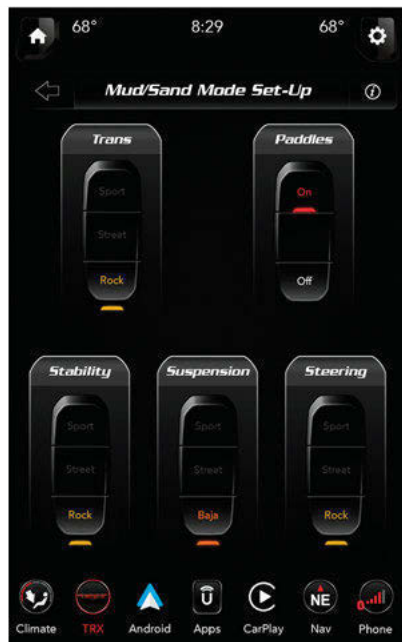 68° 8:29 68°
Mud/Sand Mode Set-Up
Trans
Sport
Street
Rock
Paddles
On
Off
Stability
Sport
Street
Rock
Suspension
Sport
Street
Baja
Steering
Sport
Street
Rock
Climate TRX Android Apps CarPlay NE Nav 0 Phone